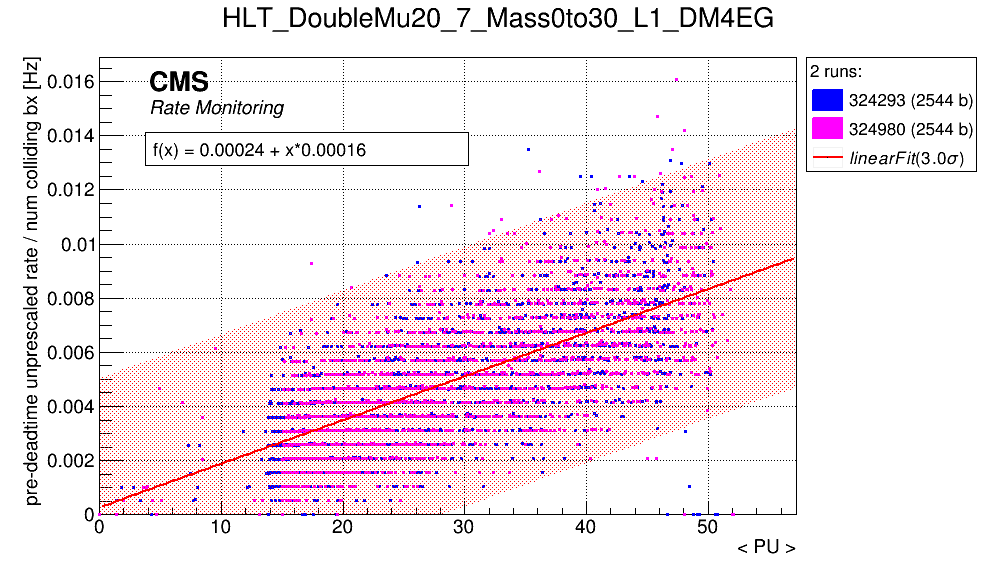 HLT_DoubleMu20_7_Mass0to30_L1_DM4EG
pre-deadtime unprescaled rate / num colliding bx [Hz]
0.016
0.014
0.012
0.01
0.008
0.006
0.004
0.002
0
CMS
Rate Monitoring
f(x) = 0.00024 + x*0.00016
2 runs:
324293 (2544 b)
324980 (2544 b)
linearFit(3.0σ)
0 10 20 30 40 50
< PU >